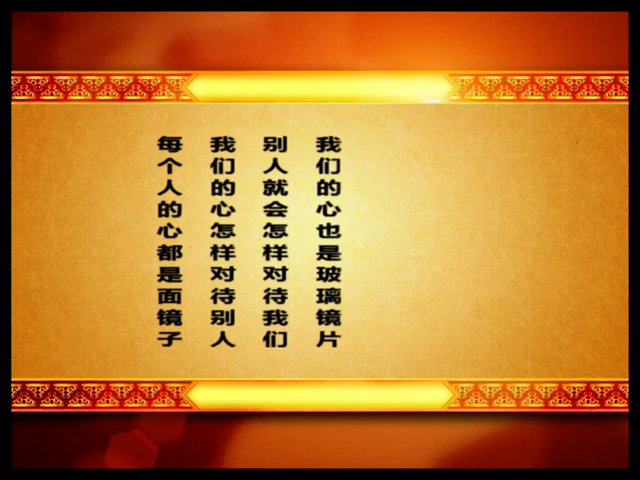 每个人的心都是面镜子
我们的心怎样对待别人
别人就会怎样对待我们
我们的心也是玻璃镜片